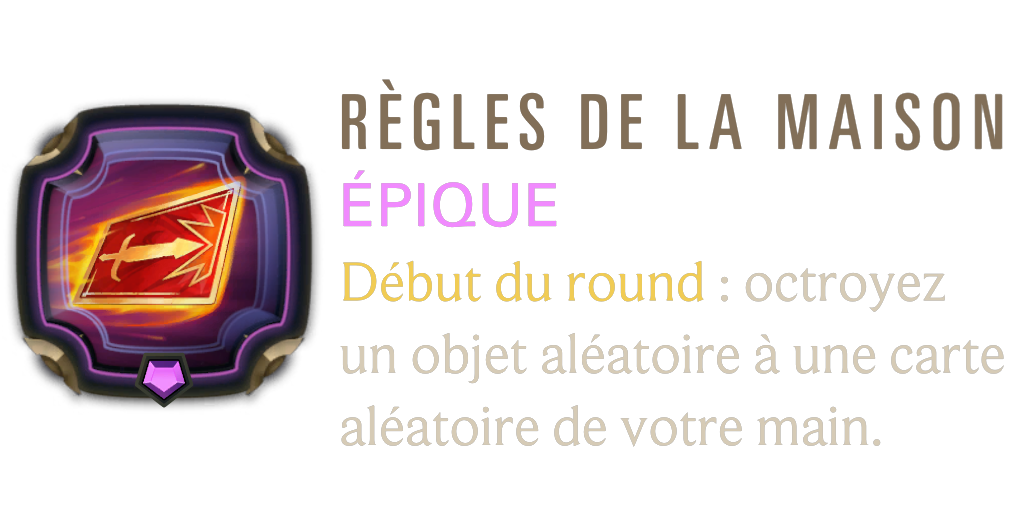 RÈGLES DE LA MAISON
ÉPIQUE
Début du round : octroyez
un objet aléatoire à une carte
aléatoire de votre main.